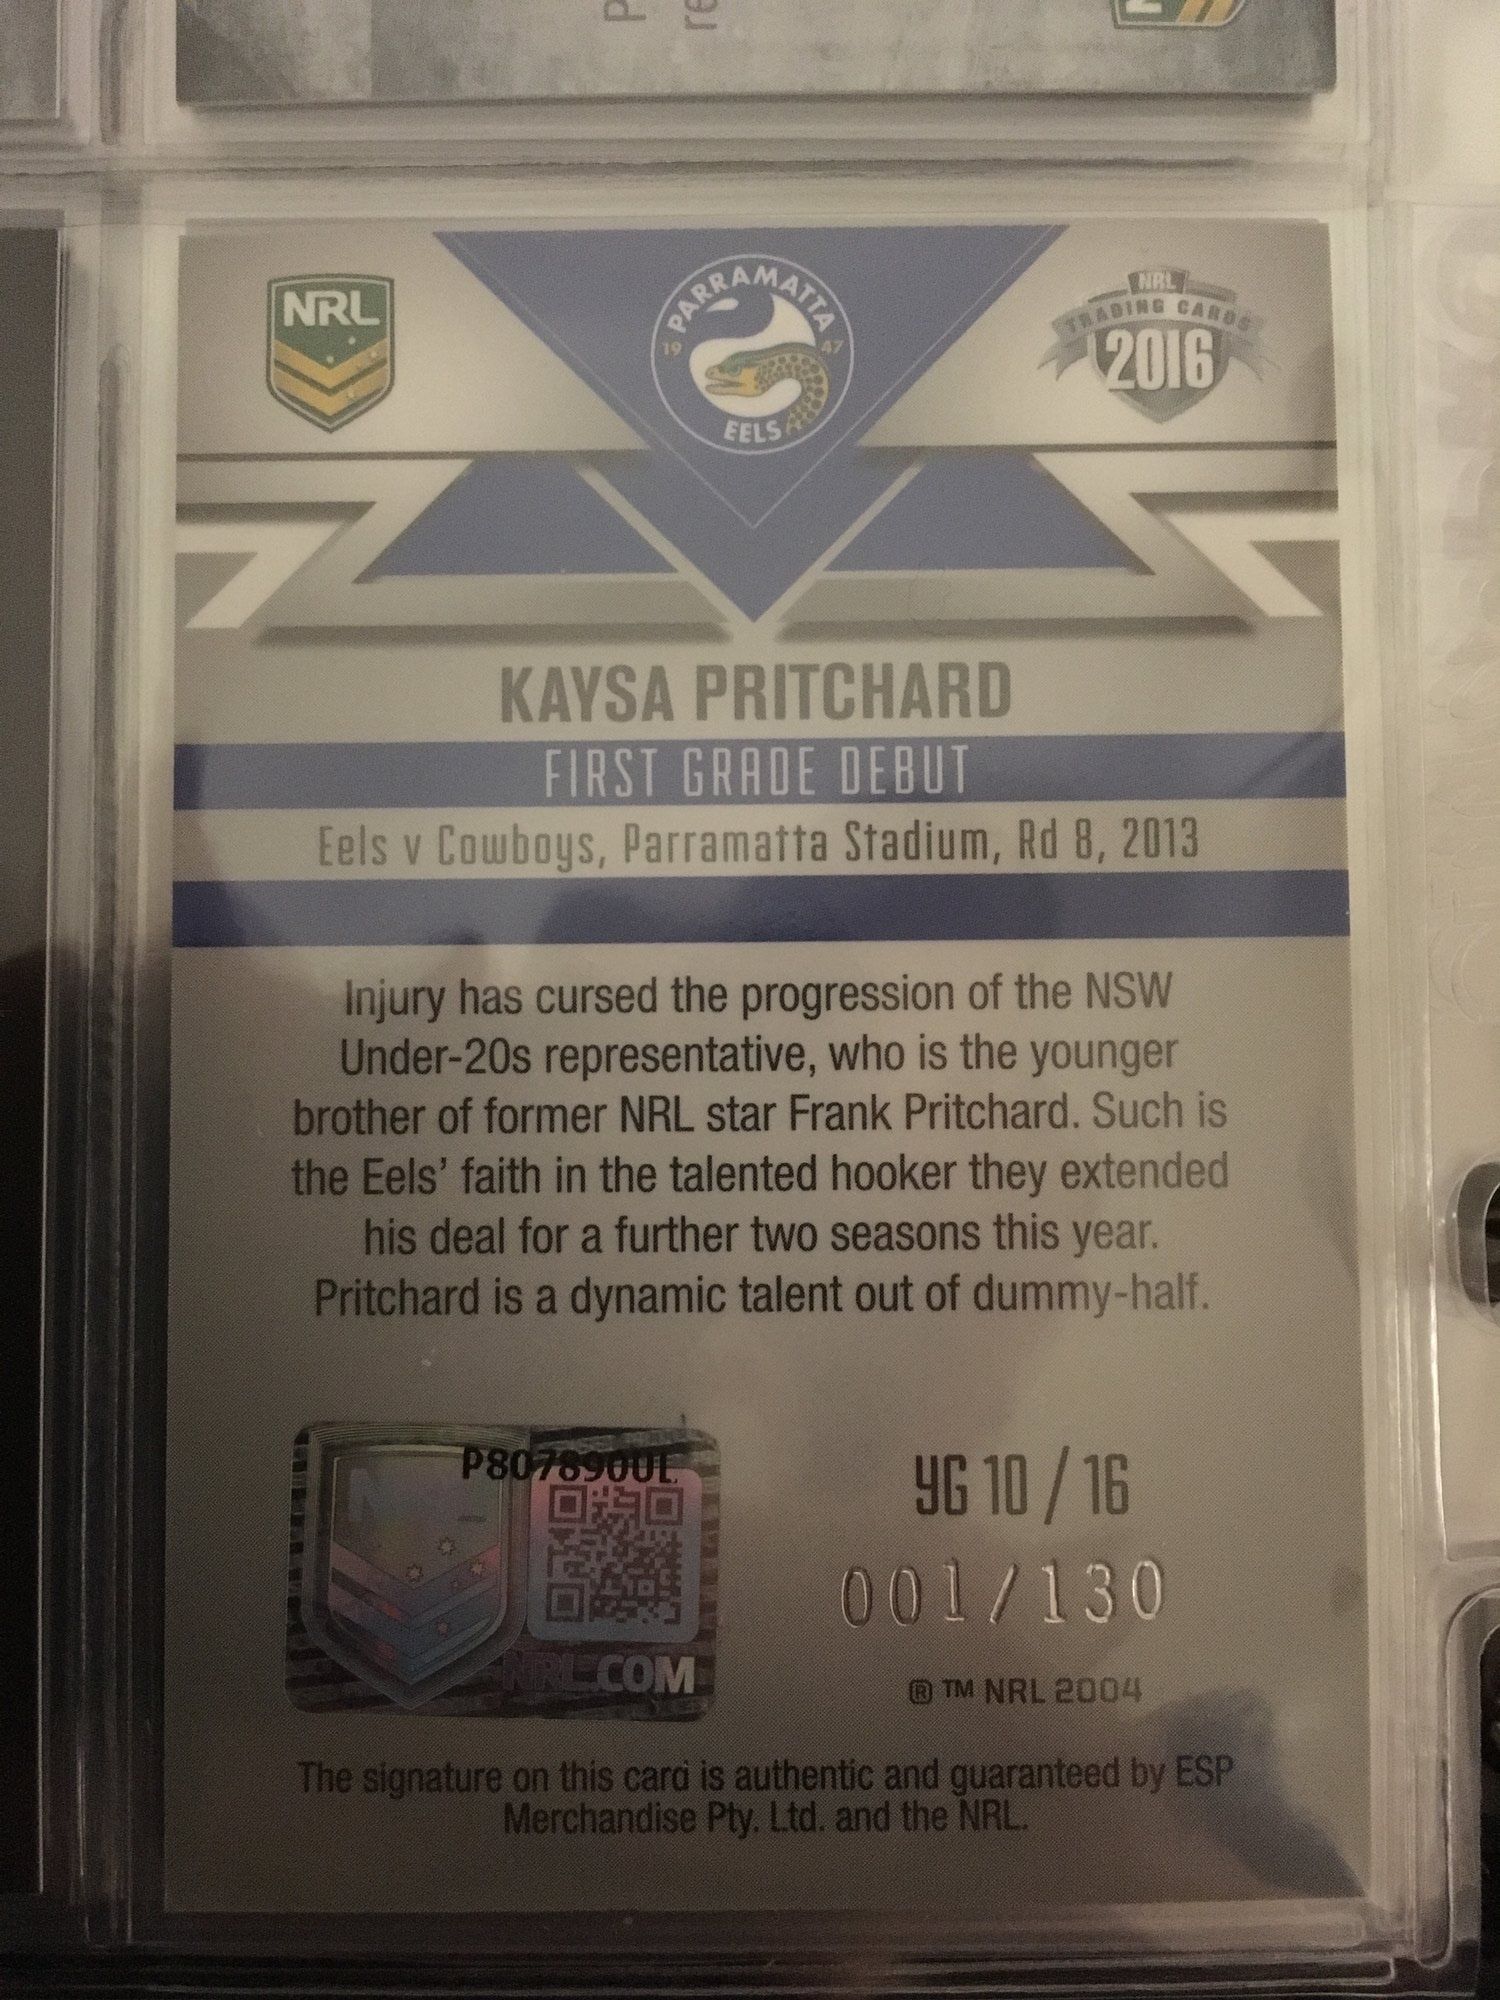 NRL
PARRAMATTA
19 47
EELS
NRL
TRADING CARDS
2016
KAYSA PRITCHARD
FIRST GRADE DEBUT
Eels v Cowboys, Parramatta Stadium, Rd 8, 2013
Injury has cursed the progression of the NSW
Under-20s representative, who is the younger
brother of former NRL star Frank Pritchard. Such is
the Eels’ faith in the talented hooker they extended
his deal for a further two seasons this year.
Pritchard is a dynamic talent out of dummy-half.
P8078900L
YG 10 / 16
001/130
NRL.COM
® ™ NRL 2004
The signature on this card is authentic and guaranteed by ESP
Merchandise Pty. Ltd. and the NRL.